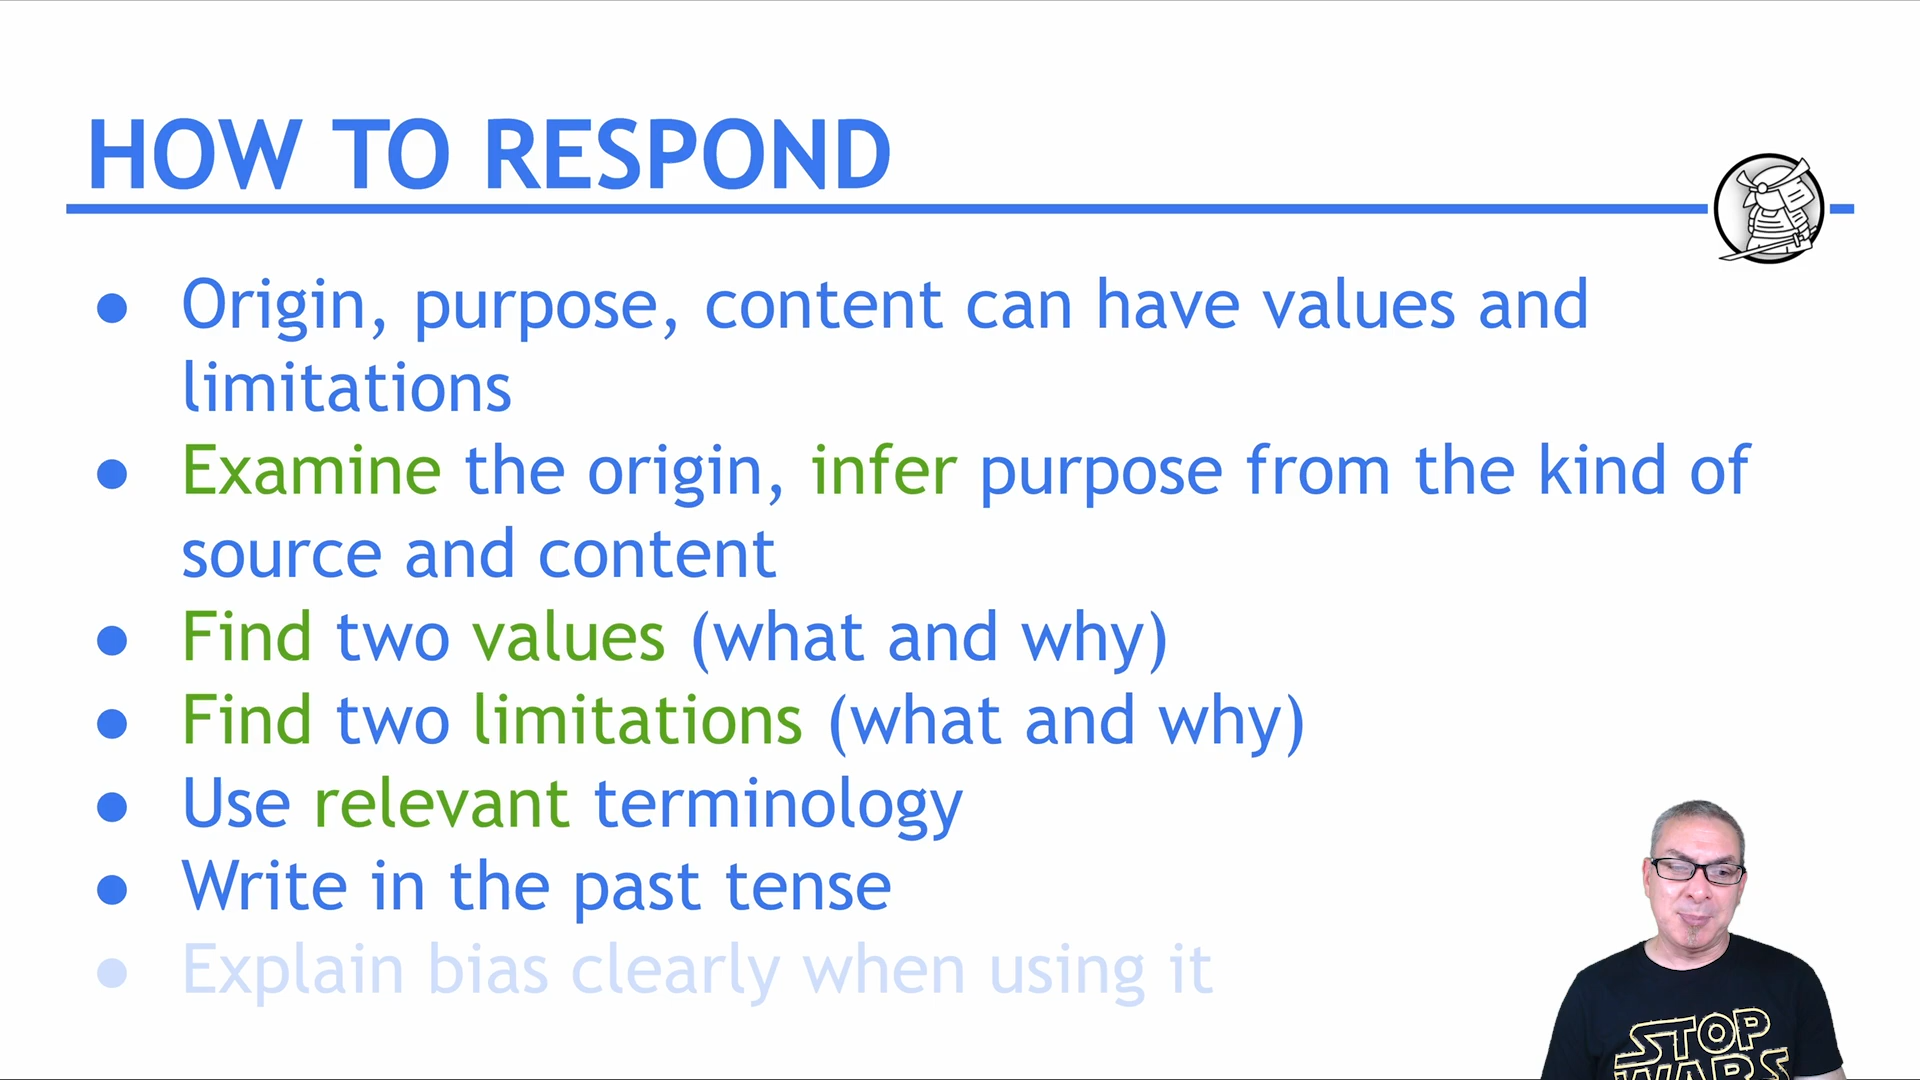 HOW TO RESPOND
● Origin, purpose, content can have values and
limitations
● Examine the origin, infer purpose from the kind of
source and content
● Find two values (what and why)
● Find two limitations (what and why)
● Use relevant terminology
● Write in the past tense
● Explain bias clearly when using it
STOP
WARS